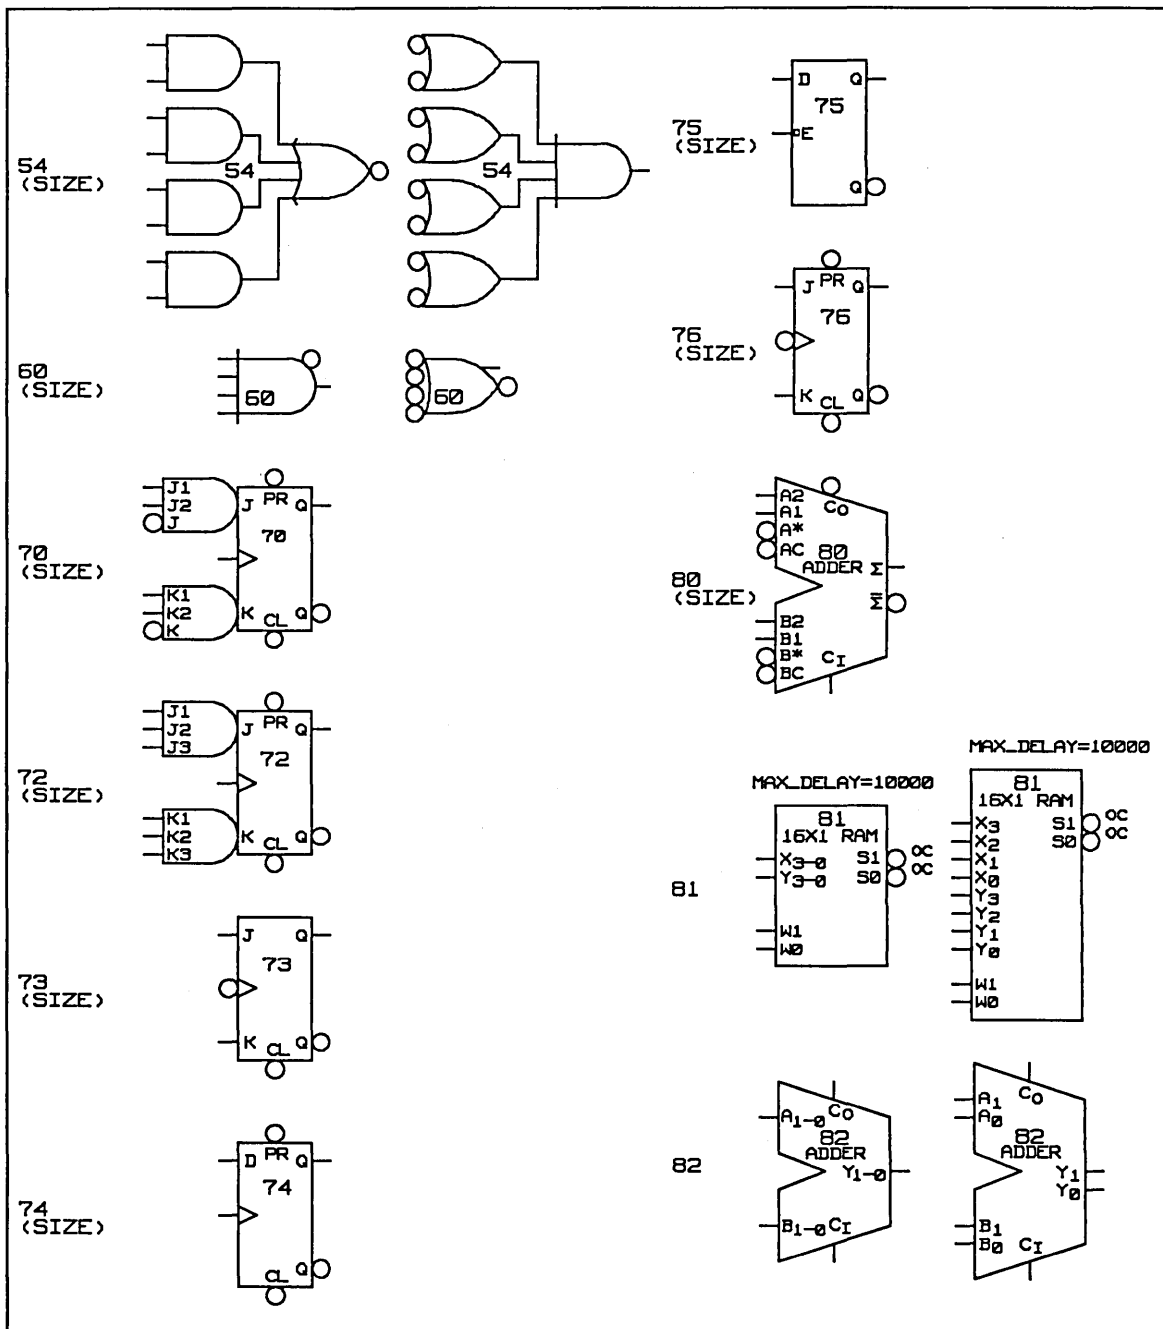 54
(SIZE)
54
54
60
(SIZE)
60
60
70
(SIZE)
J1
J2
J
K1
K2
K
J PR Q
70
K CL Q
72
(SIZE)
J1
J2
J3
K1
K2
K3
J PR Q
72
K CL Q
73
(SIZE)
J Q
73
K CL Q
74
(SIZE)
D PR Q
74
CL Q
75
(SIZE)
D Q
75
E
Q
76
(SIZE)
J PR Q
76
K CL Q
80
(SIZE)
A2
A1
A*
AC
CO
80
ADDER
Σ
Σ̅
B2
B1
B*
BC
CI
81
MAX_DELAY=10000
81
16X1 RAM
X3-0 S1 OC
Y3-0 S0 OC
W1
W0
MAX_DELAY=10000
81
16X1 RAM
X3 S1 OC
X2 S0 OC
X1
X0
Y3
Y2
Y1
Y0
W1
W0
82
CO
A1-0
82
ADDER
Y1-0
B1-0 CI
CO
A1
A0
82
ADDER
Y1
Y0
B1
B0 CI